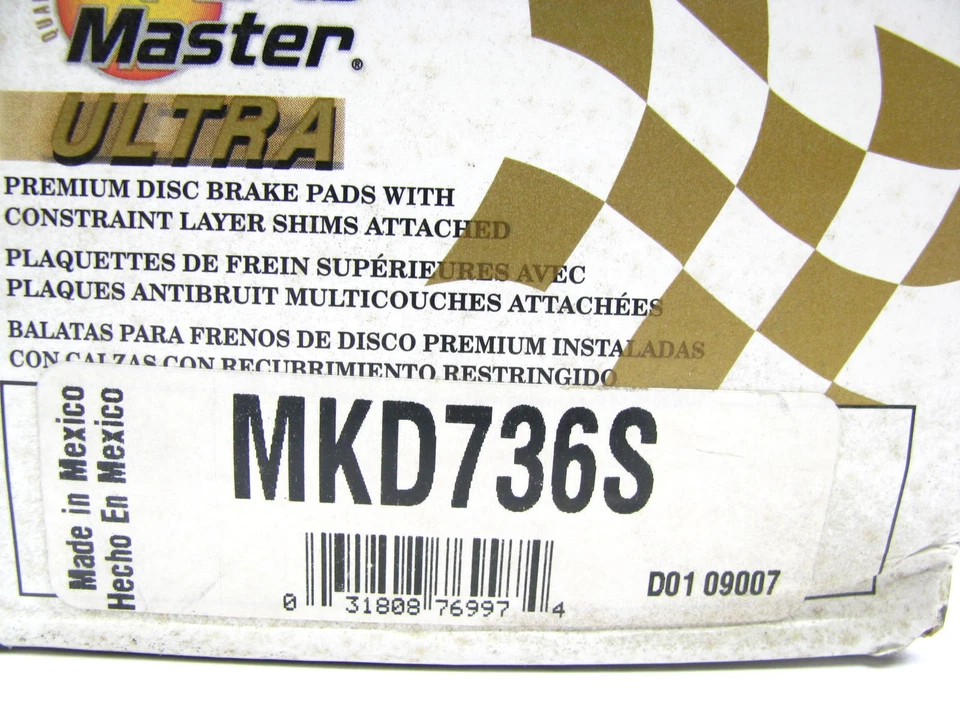 QUA
Master®
ULTRA
PREMIUM DISC BRAKE PADS WITH
CONSTRAINT LAYER SHIMS ATTACHED
PLAQUETTES DE FREIN SUPÉRIEURES AVEC
PLAQUES ANTIBRUIT MULTICOUCHES ATTACHÉES
BALATAS PARA FRENOS DE DISCO PREMIUM INSTALADAS
CON CALZAS CON RECUBRIMIENTO RESTRINGIDO
Made in Mexico
Hecho En Mexico
MKD736S
0 31808 76997 4
D01 09007